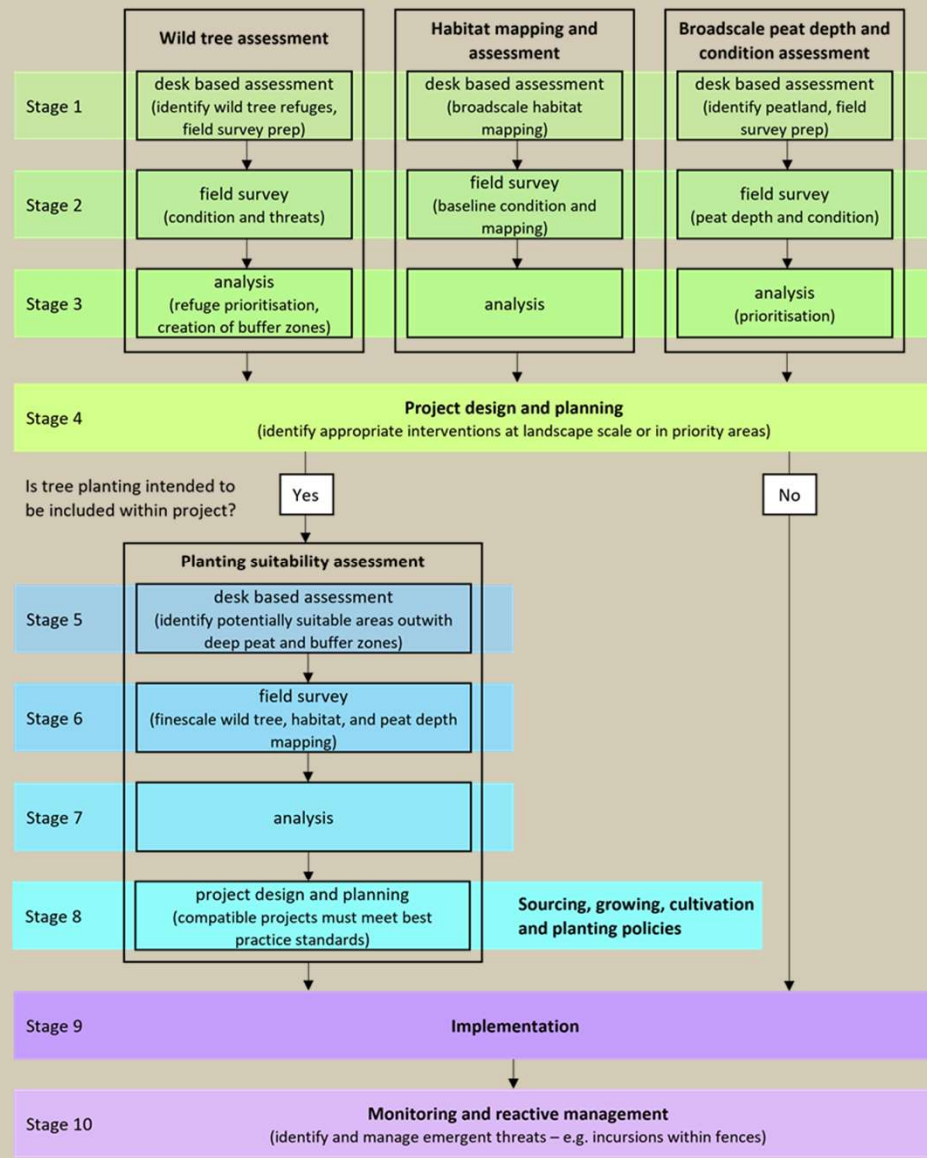 Wild tree assessment
Habitat mapping and
assessment
Broadscale peat depth and
condition assessment
Stage 1
desk based assessment
(identify wild tree refuges,
field survey prep)
desk based assessment
(broadscale habitat
mapping)
desk based assessment
(identify peatland, field
survey prep)
Stage 2
field survey
(condition and threats)
field survey
(baseline condition and
mapping)
field survey
(peat depth and condition)
Stage 3
analysis
(refuge prioritisation,
creation of buffer zones)
analysis
analysis
(prioritisation)
Stage 4
Project design and planning
(identify appropriate interventions at landscape scale or in priority areas)
Is tree planting intended to
be included within project?
Yes
No
Planting suitability assessment
Stage 5
desk based assessment
(identify potentially suitable areas outwith
deep peat and buffer zones)
Stage 6
field survey
(finescale wild tree, habitat, and peat depth
mapping)
Stage 7
analysis
Stage 8
project design and planning
(compatible projects must meet best
practice standards)
Sourcing, growing, cultivation
and planting policies
Stage 9
Implementation
Stage 10
Monitoring and reactive management
(identify and manage emergent threats – e.g. incursions within fences)